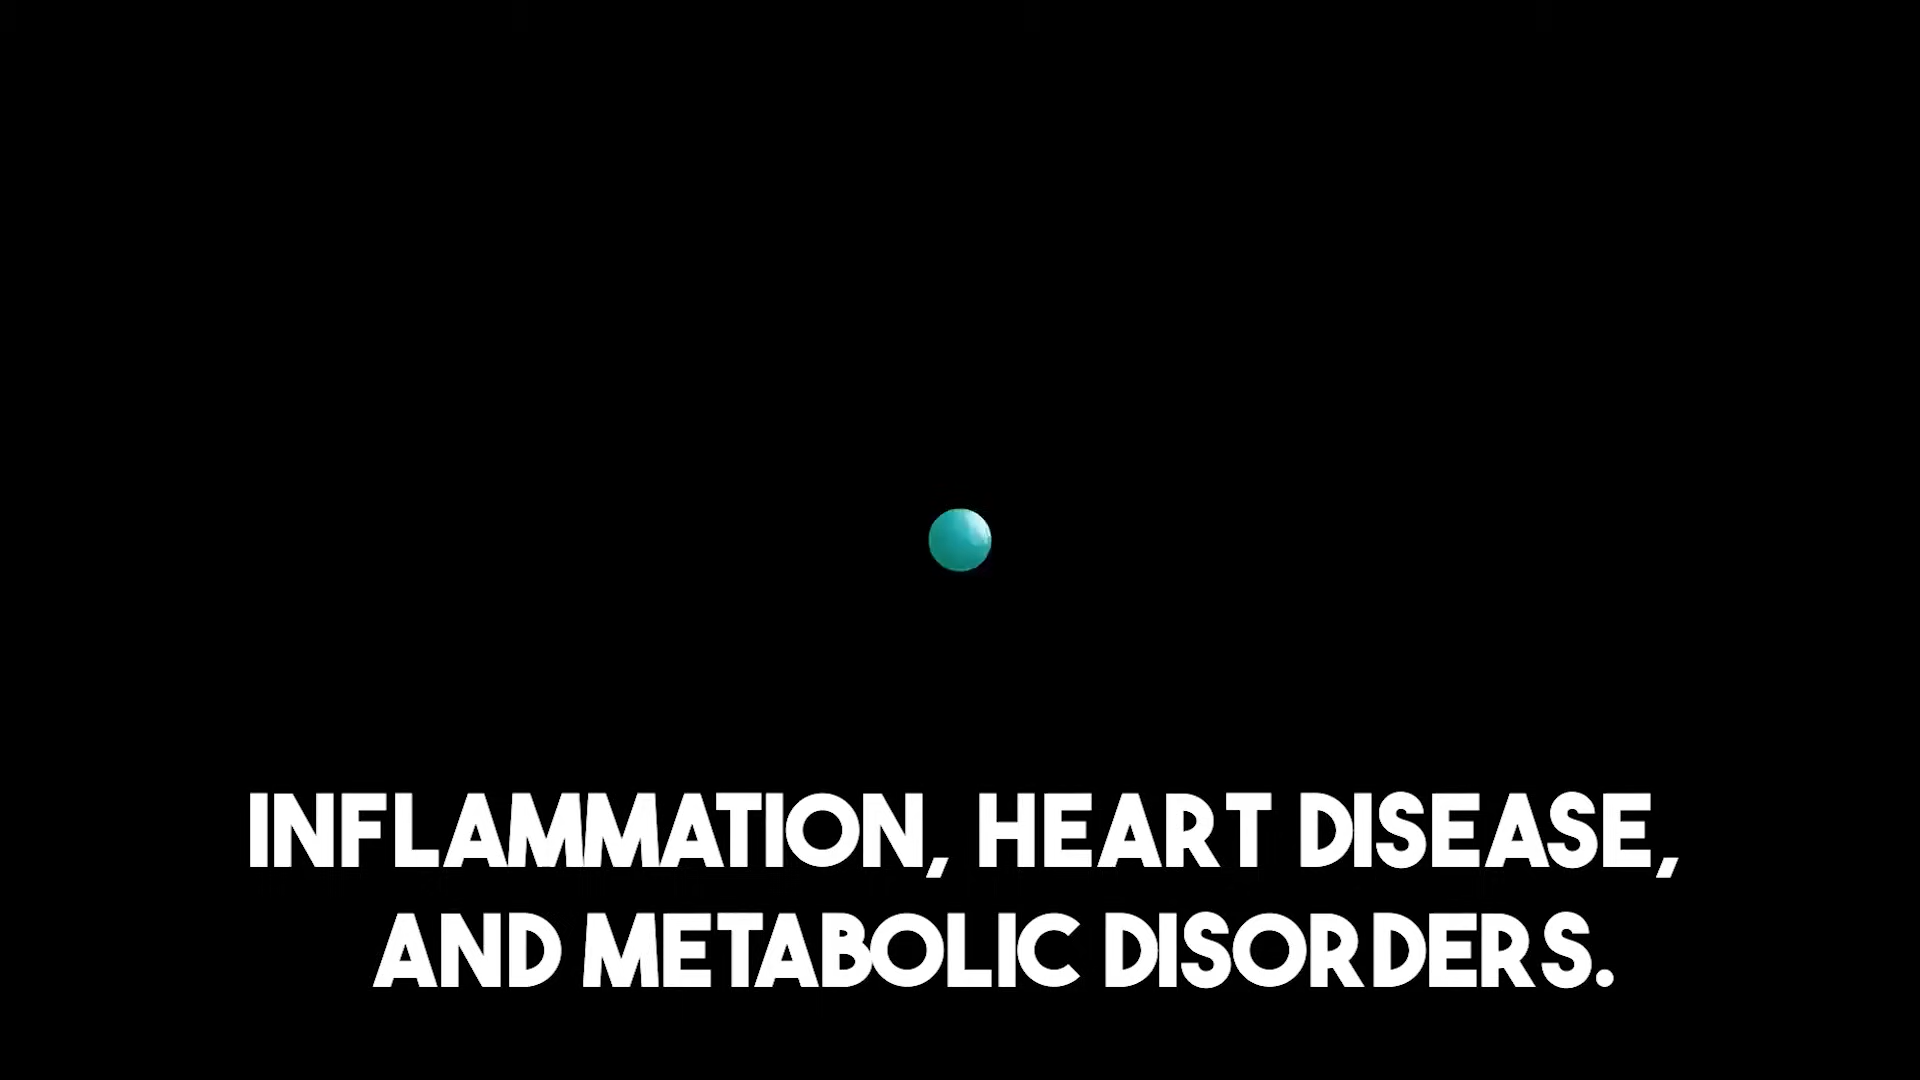 INFLAMMATION, HEART DISEASE,
AND METABOLIC DISORDERS.